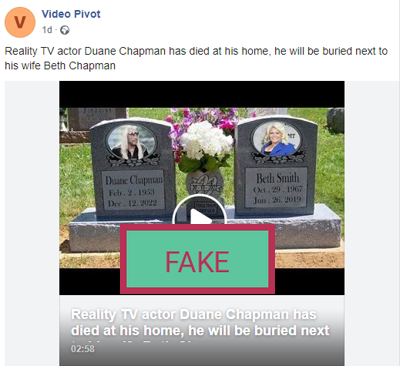 V
Video Pivot
1d ·
Reality TV actor Duane Chapman has died at his home, he will be buried next to
his wife Beth Chapman
Duane Chapman
Feb . 2 . 1953
Dec . 12. 2022
Beth Smith
Oct . 29 . 1967
Jun . 26 . 2019
FAKE
Reality TV actor Duane Chapman has
died at his home, he will be buried next
02:58